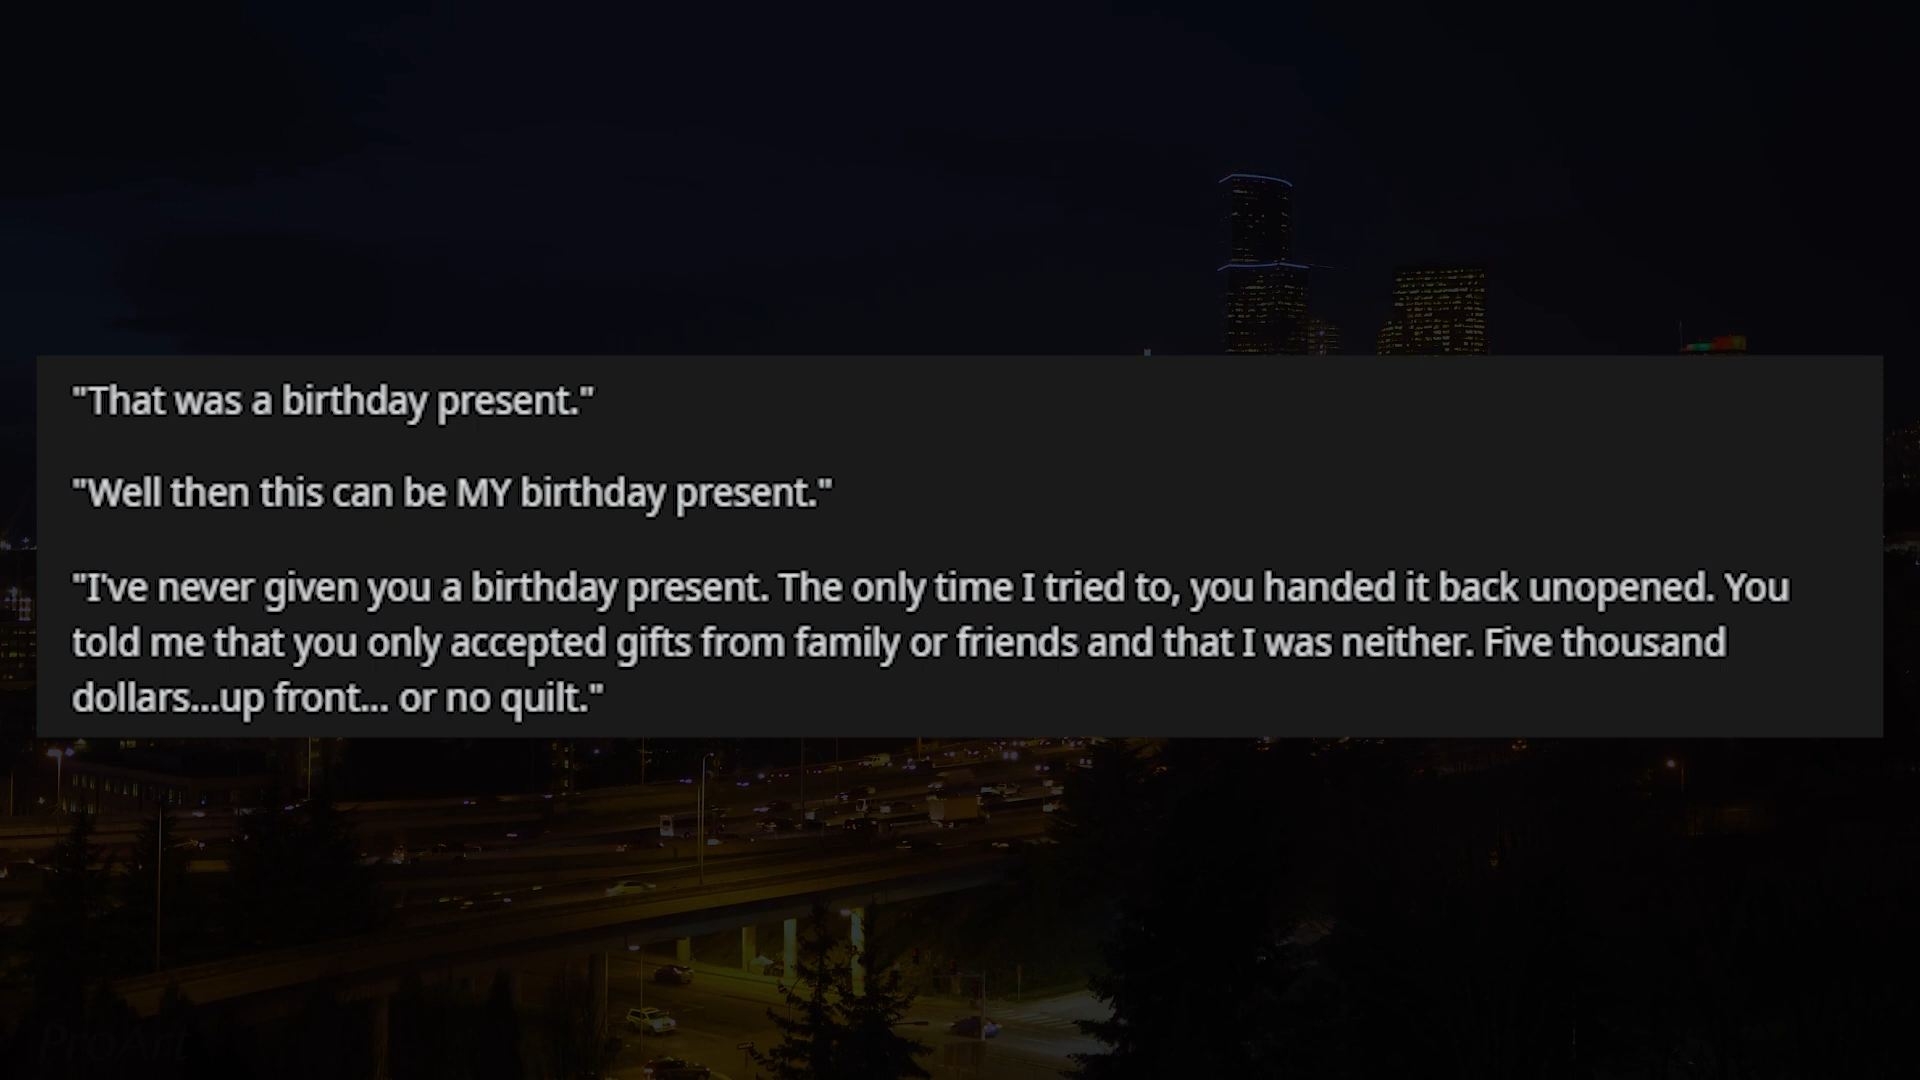 "That was a birthday present."
"Well then this can be MY birthday present."
"I've never given you a birthday present. The only time I tried to, you handed it back unopened. You
told me that you only accepted gifts from family or friends and that I was neither. Five thousand
dollars...up front... or no quilt."
ProArt